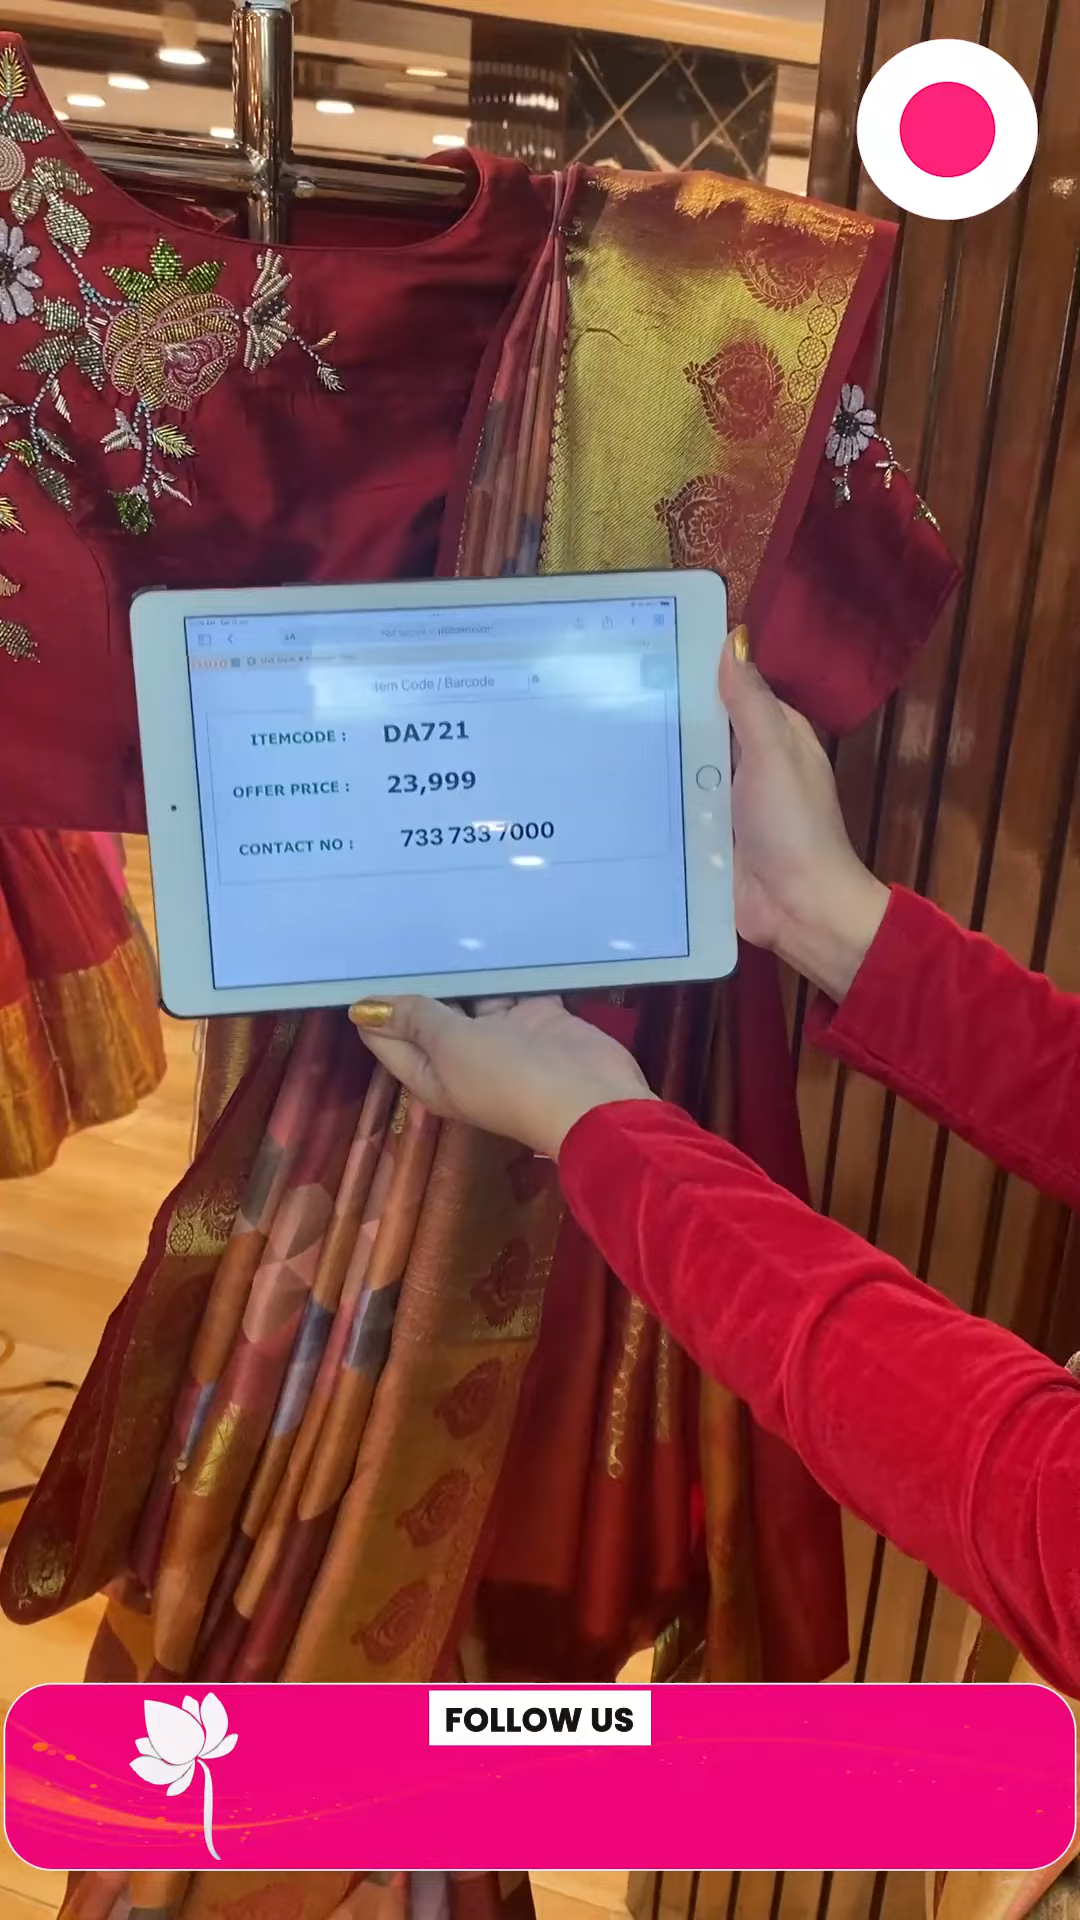 Item Code / Barcode
ITEMCODE : DA721
OFFER PRICE : 23,999
CONTACT NO : 733 733 7000
FOLLOW US